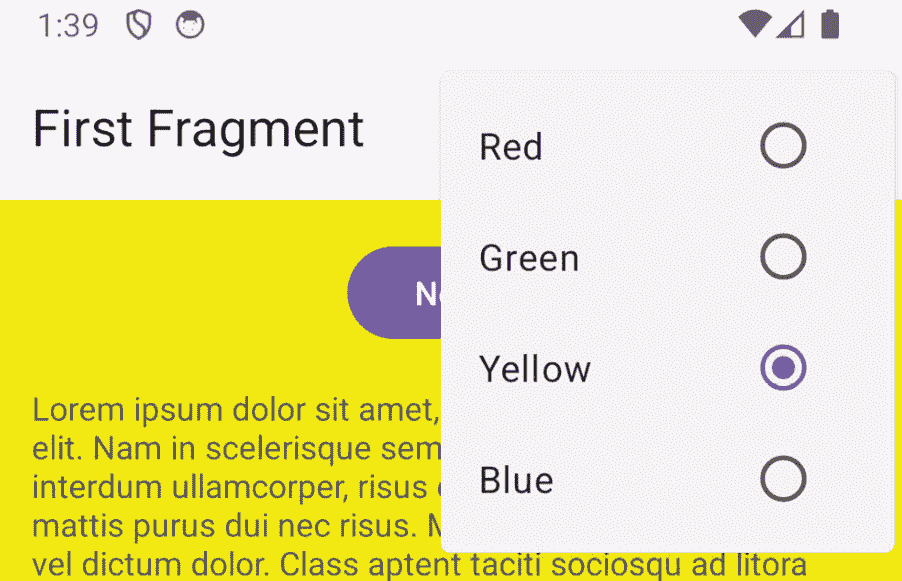 1:39
First Fragment
Red
Green
Yellow
Blue
Lorem ipsum dolor sit amet,
elit. Nam in scelerisque sem
interdum ullamcorper, risus
mattis purus dui nec risus.
vel dictum dolor. Class aptent taciti sociosqu ad litora